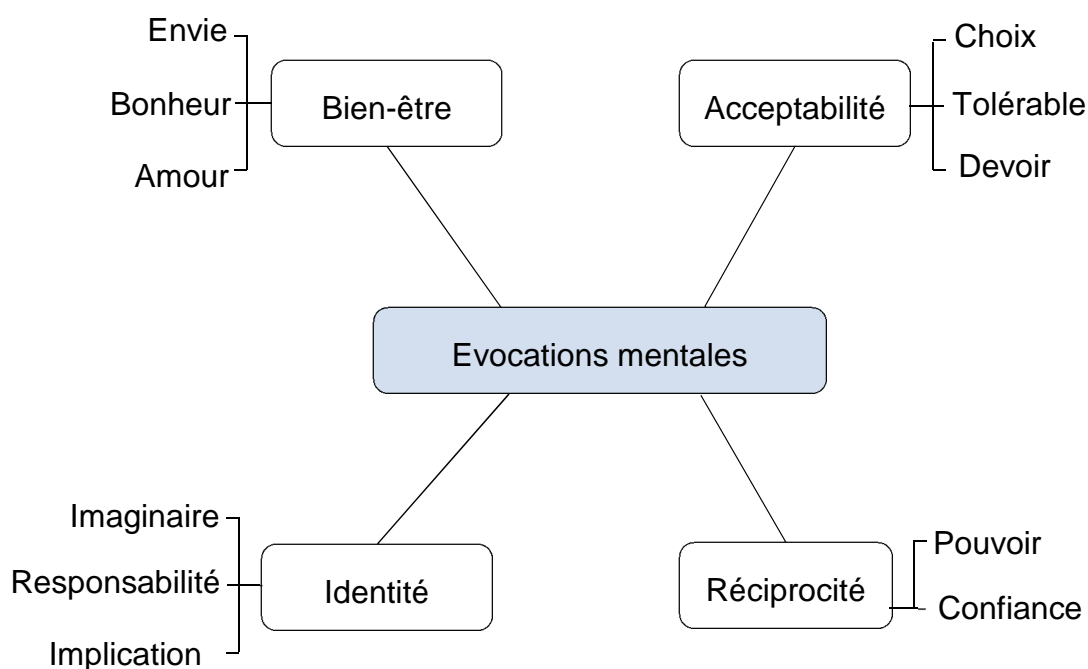 Envie
Bonheur
Amour
Bien-être
Acceptabilité
Choix
Tolérable
Devoir
Evocations mentales
Imaginaire
Responsabilité
Implication
Identité
Réciprocité
Pouvoir
Confiance